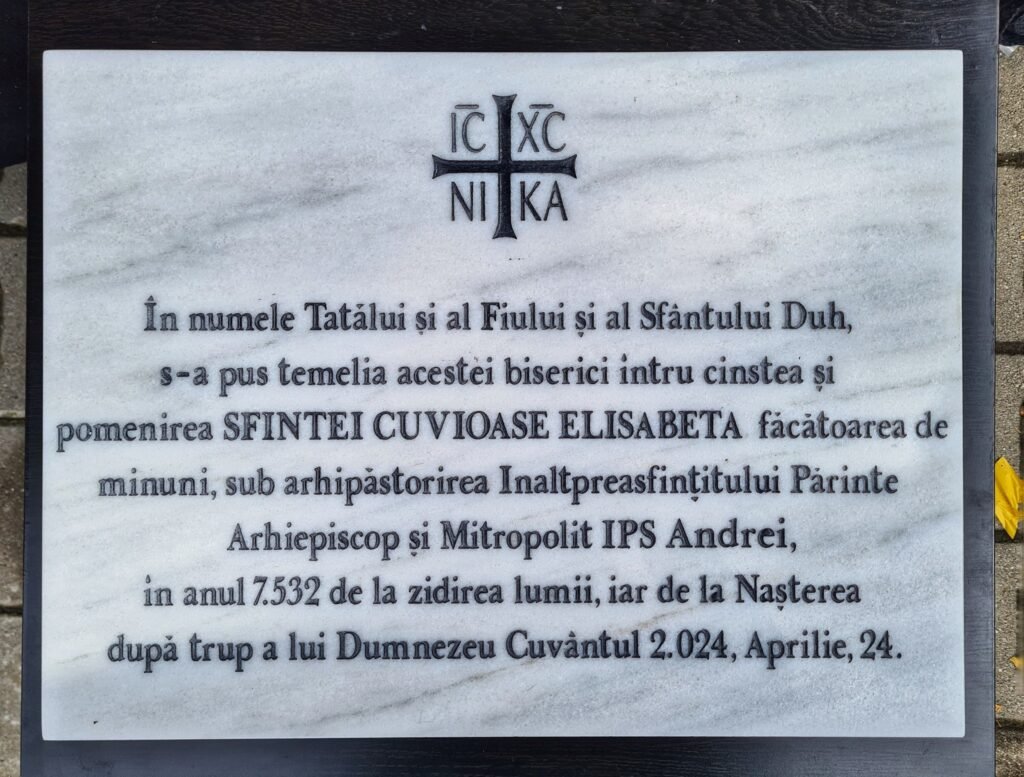 IC XC
NI KA
În numele Tatălui și al Fiului și al Sfântului Duh,
s-a pus temelia acestei biserici întru cinstea și
pomenirea SFINTEI CUVIOASE ELISABETA făcătoarea de
minuni, sub arhipăstorirea Inaltpreasfințitului Părinte
Arhiepiscop și Mitropolit IPS Andrei,
în anul 7.532 de la zidirea lumii, iar de la Nașterea
după trup a lui Dumnezeu Cuvântul 2.024, Aprilie, 24.